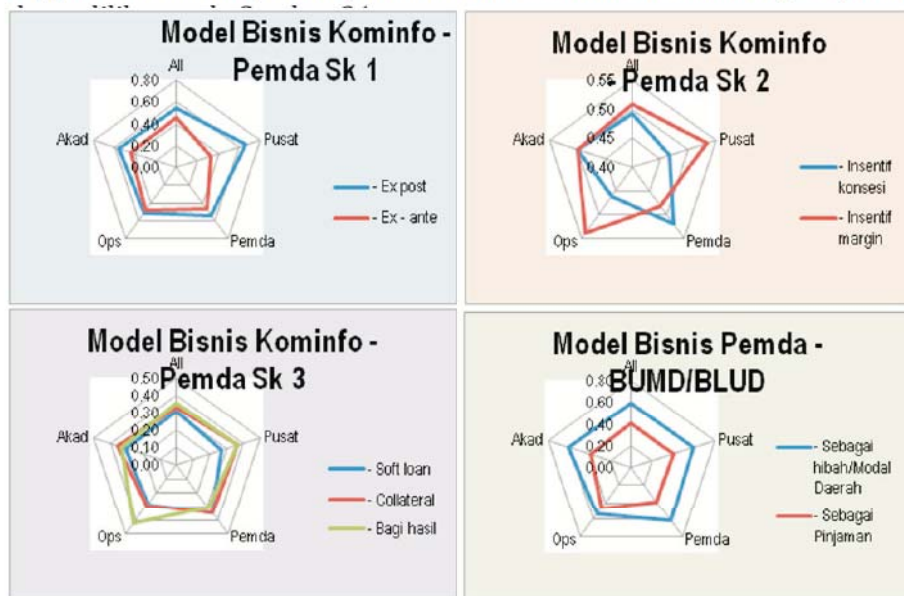 Model Bisnis Kominfo -
Pemda Sk 1
All
0,80
0,60
0,40
0,20
0,00
Pusat
Pemda
Ops
Akad
- Ex post
- Ex - ante
Model Bisnis Kominfo
- Pemda Sk 2
All
0,55
0,50
0,45
0,40
Pusat
Pemda
Ops
Akad
- Insentif
konsesi
- Insentif
margin
Model Bisnis Kominfo -
Pemda Sk 3
All
0,50
0,40
0,30
0,20
0,10
0,00
Pusat
Pemda
Ops
Akad
- Soft loan
- Collateral
- Bagi hasil
Model Bisnis Pemda -
BUMD/BLUD
All
0,80
0,60
0,40
0,20
0,00
Pusat
Pemda
Ops
Akad
- Sebagai
hibah/Modal
Daerah
- Sebagai
Pinjaman